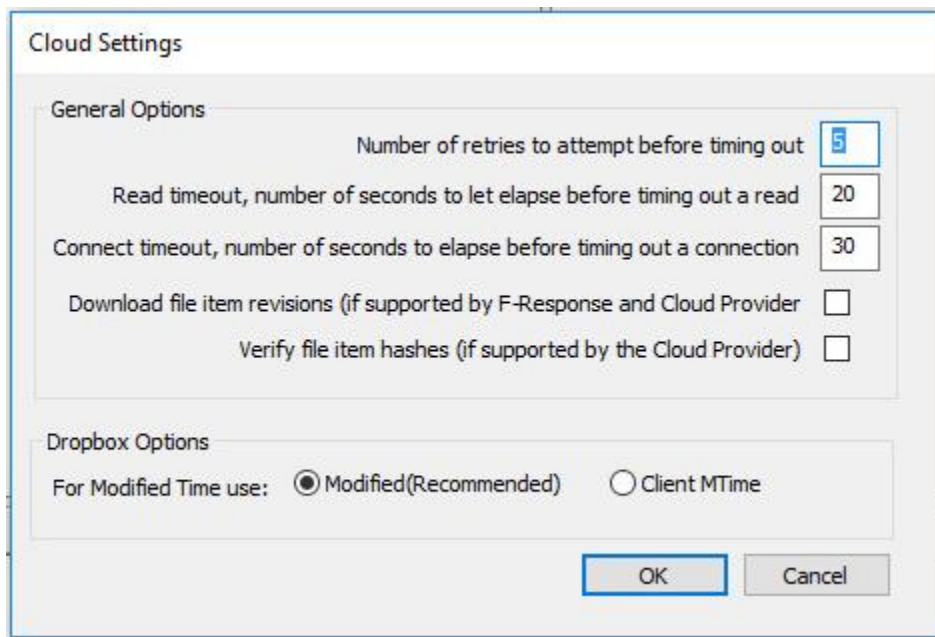 Cloud Settings
General Options
Number of retries to attempt before timing out 5
Read timeout, number of seconds to let elapse before timing out a read 20
Connect timeout, number of seconds to elapse before timing out a connection 30
Download file item revisions (if supported by F-Response and Cloud Provider
Verify file item hashes (if supported by the Cloud Provider)
Dropbox Options
For Modified Time use: Modified(Recommended) Client MTime
OK Cancel